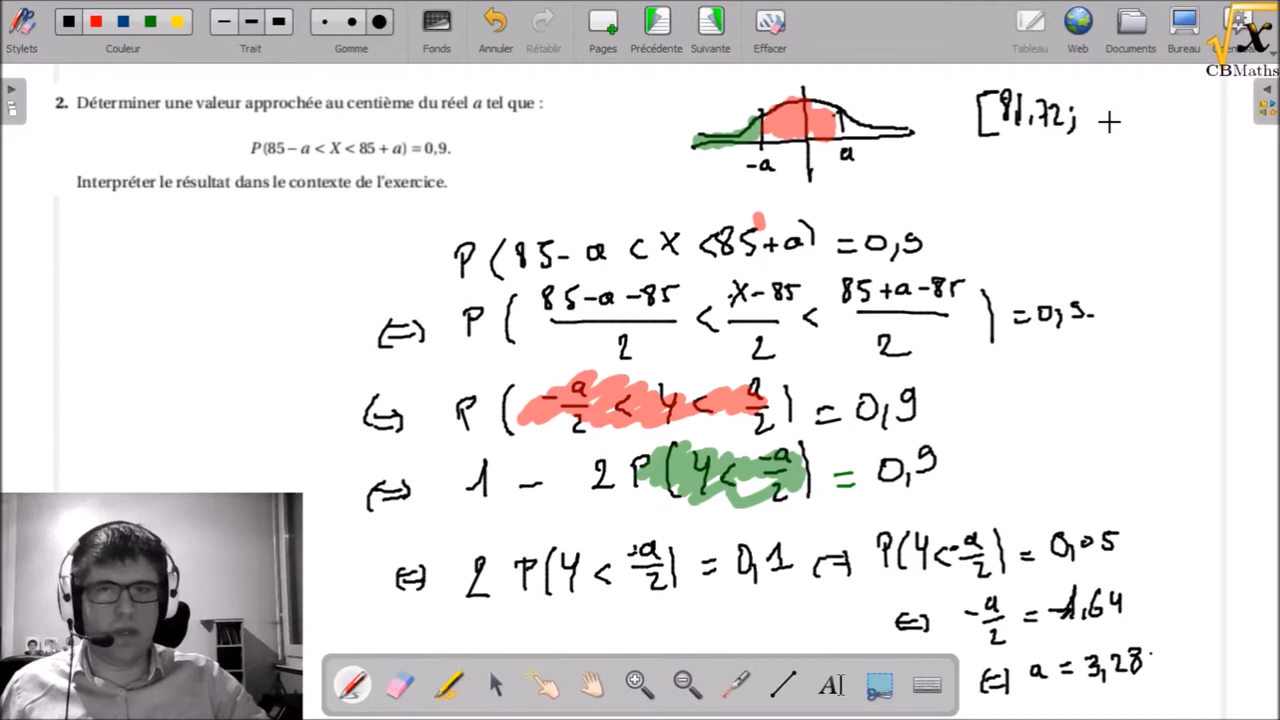 Stylets Couleur Trait Gomme Fonds Annuler Rétablir Pages Précédente Suivante Effacer Tableau Web Documents Bureau
CBMaths
2. Déterminer une valeur approchée au centième du réel a tel que :
P(85 − a < X < 85 + a) = 0,9.
Interpréter le résultat dans le contexte de l'exercice.
-a a
[81,72;
P(85-a < X < 85+a) = 0,9
⇔ P( (85-a-85)/2 < (X-85)/2 < (85+a-85)/2 ) = 0,9
⇔ P( -a/2 < Y < a/2 ) = 0,9
⇔ 1 - 2 P( Y < -a/2 ) = 0,9
⇔ 2 P( Y < -a/2 ) = 0,1 ⇔ P( Y < -a/2 ) = 0,05
⇔ -a/2 = -1,64
⇔ a = 3,28